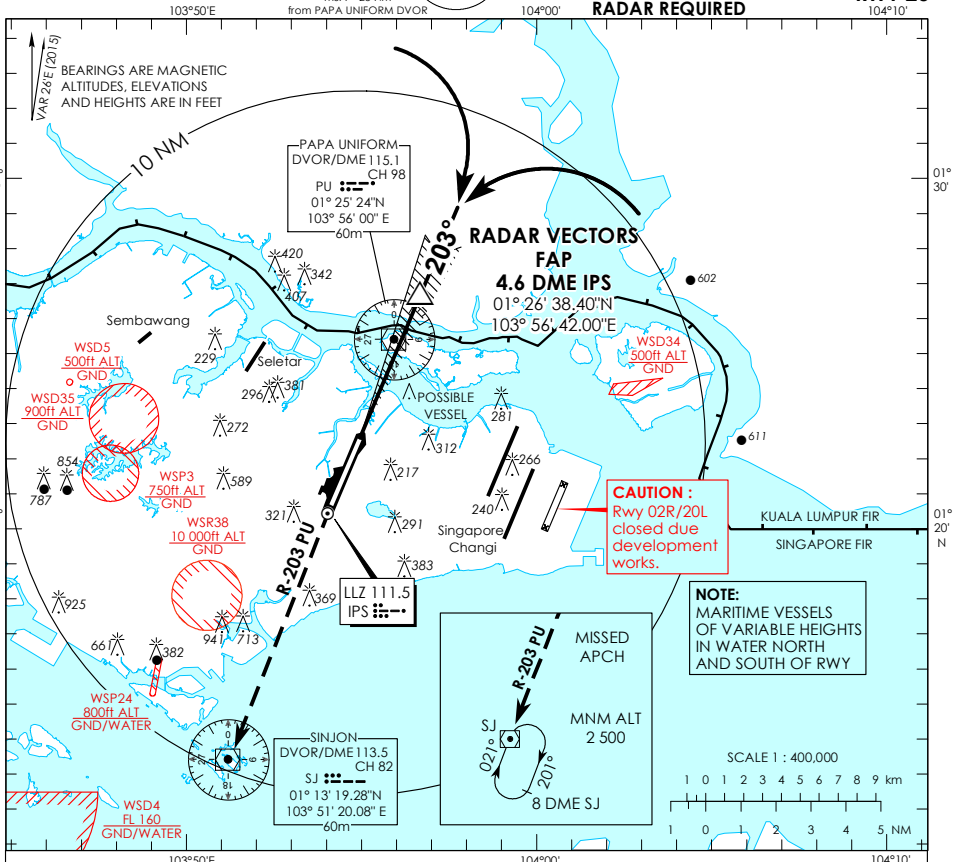 103°50'E
from PAPA UNIFORM DVOR
104°00'
RADAR REQUIRED
104°10'
VAR 26'E (2015)
BEARINGS ARE MAGNETIC
ALTITUDES, ELEVATIONS
AND HEIGHTS ARE IN FEET
10 NM
PAPA UNIFORM
DVOR/DME 115.1
CH 98
PU
01° 25' 24"N
103° 56' 00" E
60m
01°
30'
203°
RADAR VECTORS
FAP
4.6 DME IPS
01° 26' 38.40"N
103° 56' 42.00"E
420
342
407
602
0
9
27
Sembawang
229
Seletar
296
381
WSD5
500ft ALT
GND
WSD35
900ft ALT
GND
WSD34
500ft ALT
GND
POSSIBLE
VESSEL
281
272
312
611
854
787
589
217
266
WSP3
750ft ALT
GND
240
321
291
Singapore
Changi
WSR38
10 000ft ALT
GND
CAUTION :
Rwy 02R/20L
closed due
development
works.
KUALA LUMPUR FIR
SINGAPORE FIR
01°
20'
N
383
R-203 PU
LLZ 111.5
IPS
369
925
941
713
661
382
NOTE:
MARITIME VESSELS
OF VARIABLE HEIGHTS
IN WATER NORTH
AND SOUTH OF RWY
WSP24
800ft ALT
GND/WATER
R-203 PU
MISSED
APCH
MNM ALT
2 500
SJ
021°
201°
8 DME SJ
0
9
18
27
SINJON
DVOR/DME 113.5
CH 82
SJ
01° 13' 19.28"N
103° 51' 20.08" E
60m
WSD4
FL 160
GND/WATER
SCALE 1 : 400,000
1 0 1 2 3 4 5 6 7 8 9 km
1 0 1 2 3 4 5 NM
103°50'E
104°00'
104°10'